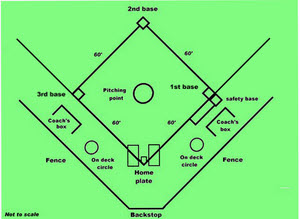 2nd base
60'
60'
3rd base
Pitching
point
1st base
safety base
Coach's
box
60'
60'
Coach's
box
Fence
On deck
circle
Home
plate
On deck
circle
Fence
Not to scale
Backstop